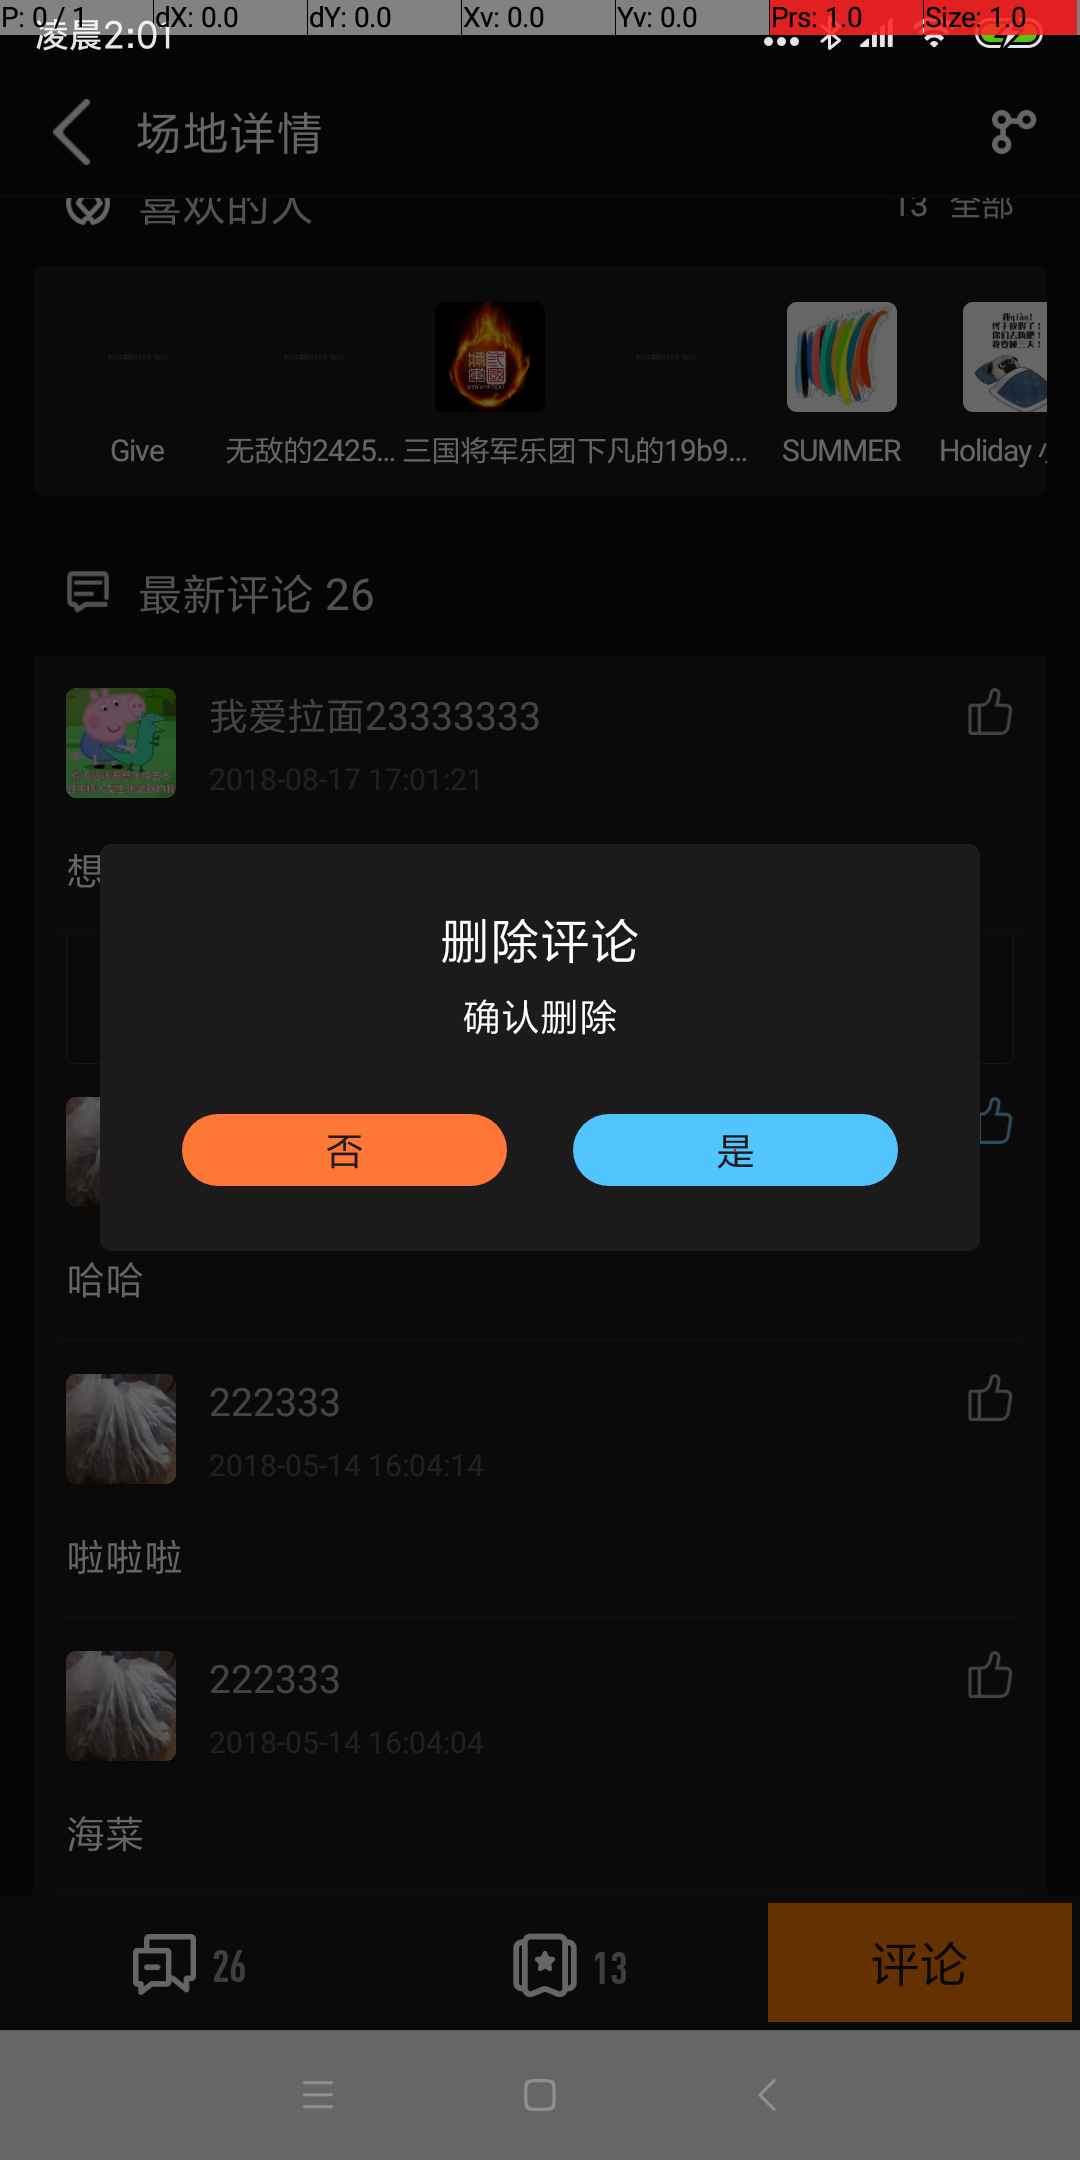 P: 0 / 1 dX: 0.0 dY: 0.0 Xv: 0.0 Yv: 0.0 Prs: 1.0 Size: 1.0
凌晨2:01
场地详情
喜欢的人 13 全部
Give 无敌的2425... 三国将军乐团 下凡的19b9... SUMMER Holiday
最新评论 26
我爱拉面23333333
2018-08-17 17:01:21
想
删除评论
确认删除
否 是
哈哈
222333
2018-05-14 16:04:14
啦啦啦
222333
2018-05-14 16:04:04
海菜
26 13 评论